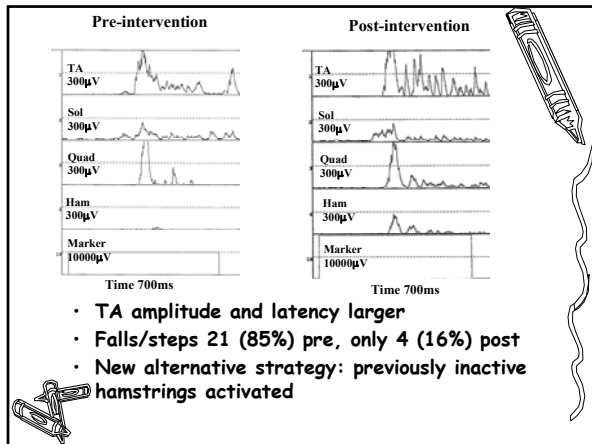 Pre-intervention
TA
300µV
Sol
300µV
Quad
300µV
Ham
300µV
Marker
10000µV
Time 700ms
Post-intervention
TA
300µV
Sol
300µV
Quad
300µV
Ham
300µV
Marker
10000µV
Time 700ms
• TA amplitude and latency larger
• Falls/steps 21 (85%) pre, only 4 (16%) post
• New alternative strategy: previously inactive
hamstrings activated